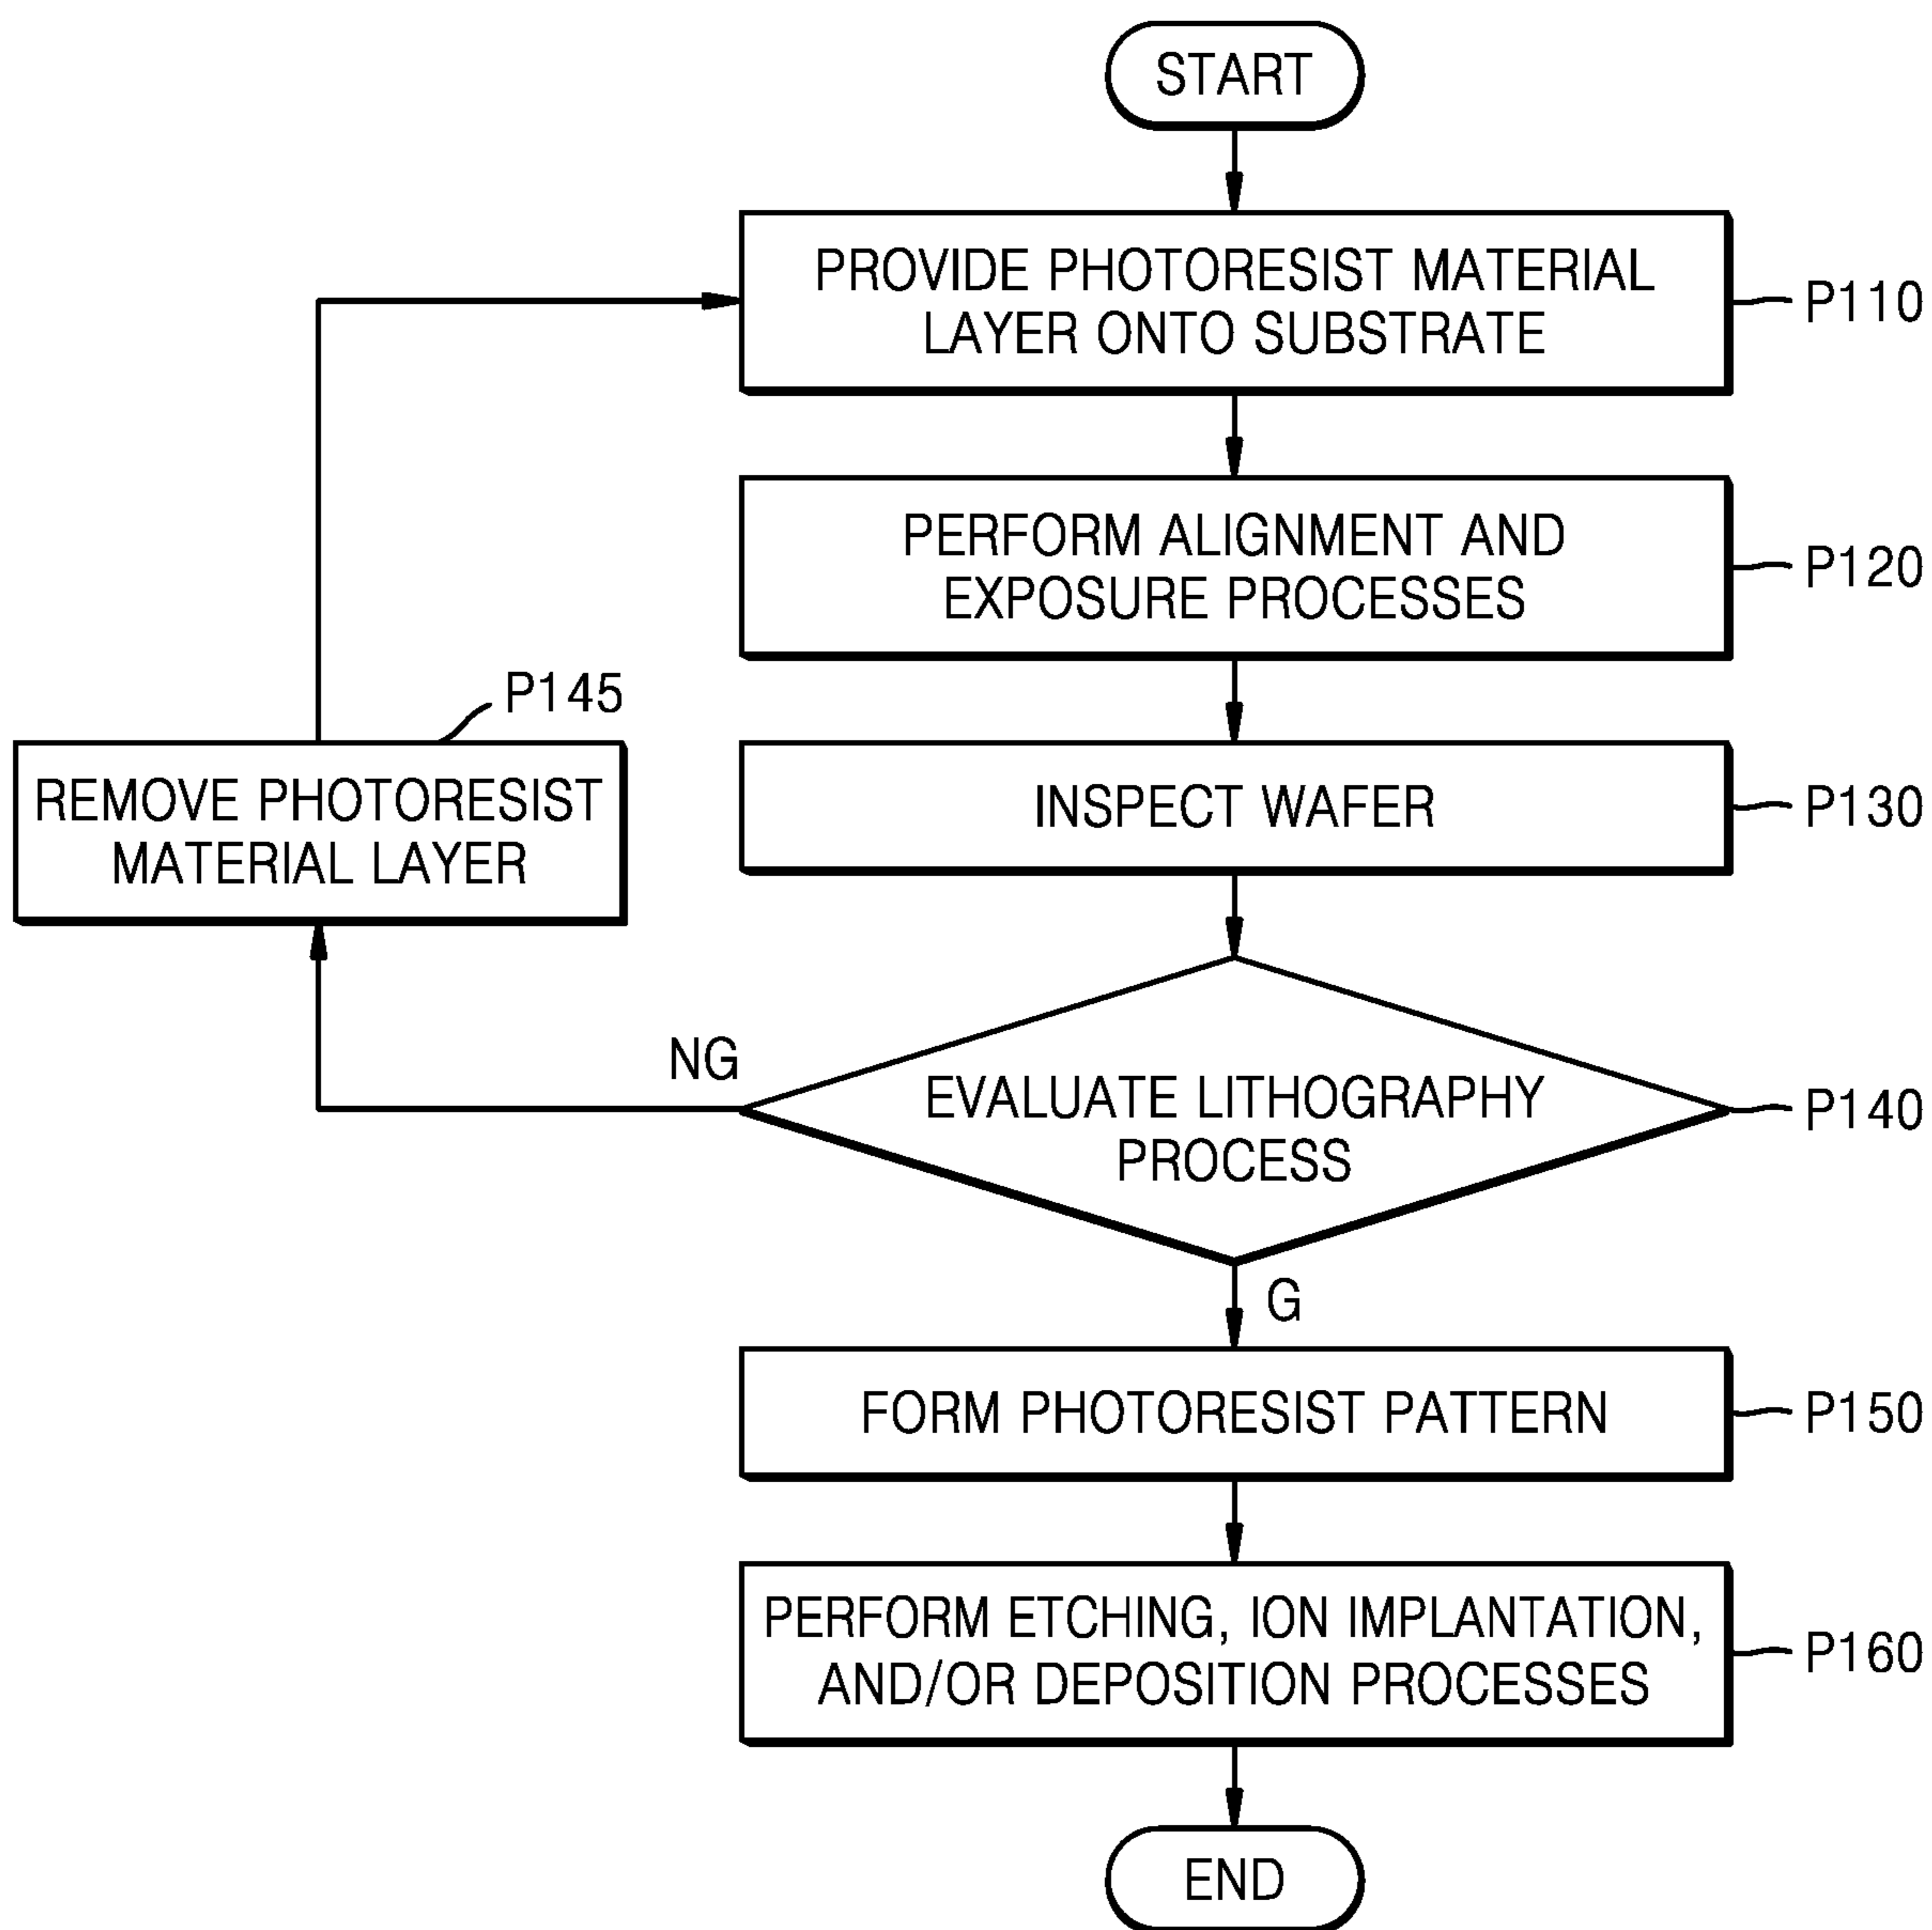 START
PROVIDE PHOTORESIST MATERIAL
LAYER ONTO SUBSTRATE
P110
PERFORM ALIGNMENT AND
EXPOSURE PROCESSES
P120
P145
REMOVE PHOTORESIST
MATERIAL LAYER
INSPECT WAFER
P130
NG
EVALUATE LITHOGRAPHY
PROCESS
P140
G
FORM PHOTORESIST PATTERN
P150
PERFORM ETCHING, ION IMPLANTATION,
AND/OR DEPOSITION PROCESSES
P160
END